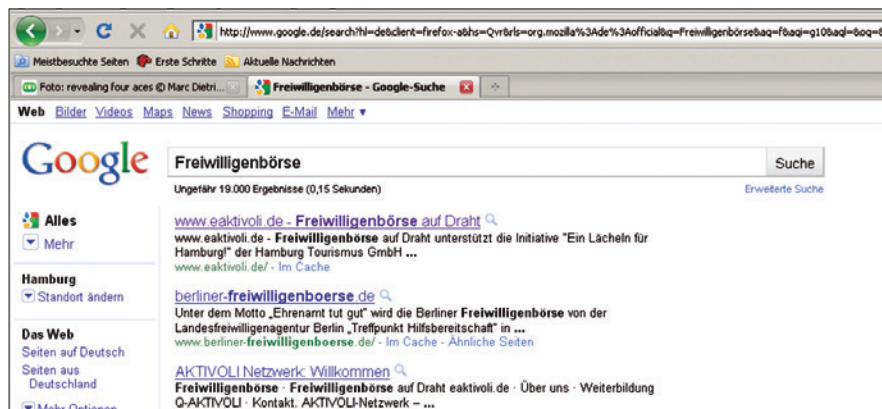 http://www.google.de/search?hl=de&client=firefox-a&hs=Qvr&rls=org.mozilla%3Ade%3Aofficial&q=Freiwilligenbörse&aq=f&aqi=g10&aql=&oq=&
Meistbesuchte Seiten Erste Schritte Aktuelle Nachrichten
Foto: revealing four aces © Marc Dietri... Freiwilligenbörse - Google-Suche
Web Bilder Videos Maps News Shopping E-Mail Mehr ▼
Google Freiwilligenbörse Suche
Ungefähr 19.000 Ergebnisse (0,15 Sekunden) Erweiterte Suche
Alles
Mehr
Hamburg
Standort ändern
Das Web
Seiten auf Deutsch
Seiten aus
Deutschland
Mehr Optionen
www.eaktivoli.de - Freiwilligenbörse auf Draht
www.eaktivoli.de - Freiwilligenbörse auf Draht unterstützt die Initiative "Ein Lächeln für
Hamburg!" der Hamburg Tourismus GmbH ...
www.eaktivoli.de/ - Im Cache
berliner-freiwilligenboerse.de
Unter dem Motto „Ehrenamt tut gut" wird die Berliner Freiwilligenbörse von der
Landesfreiwilligenagentur Berlin „Treffpunkt Hilfsbereitschaft" in ...
www.berliner-freiwilligenboerse.de/ - Im Cache - Ähnliche Seiten
AKTIVOLI Netzwerk: Willkommen
Freiwilligenbörse · Freiwilligenbörse auf Draht eaktivoli.de · Über uns · Weiterbildung
Q-AKTIVOLI · Kontakt. AKTIVOLI-Netzwerk – ...